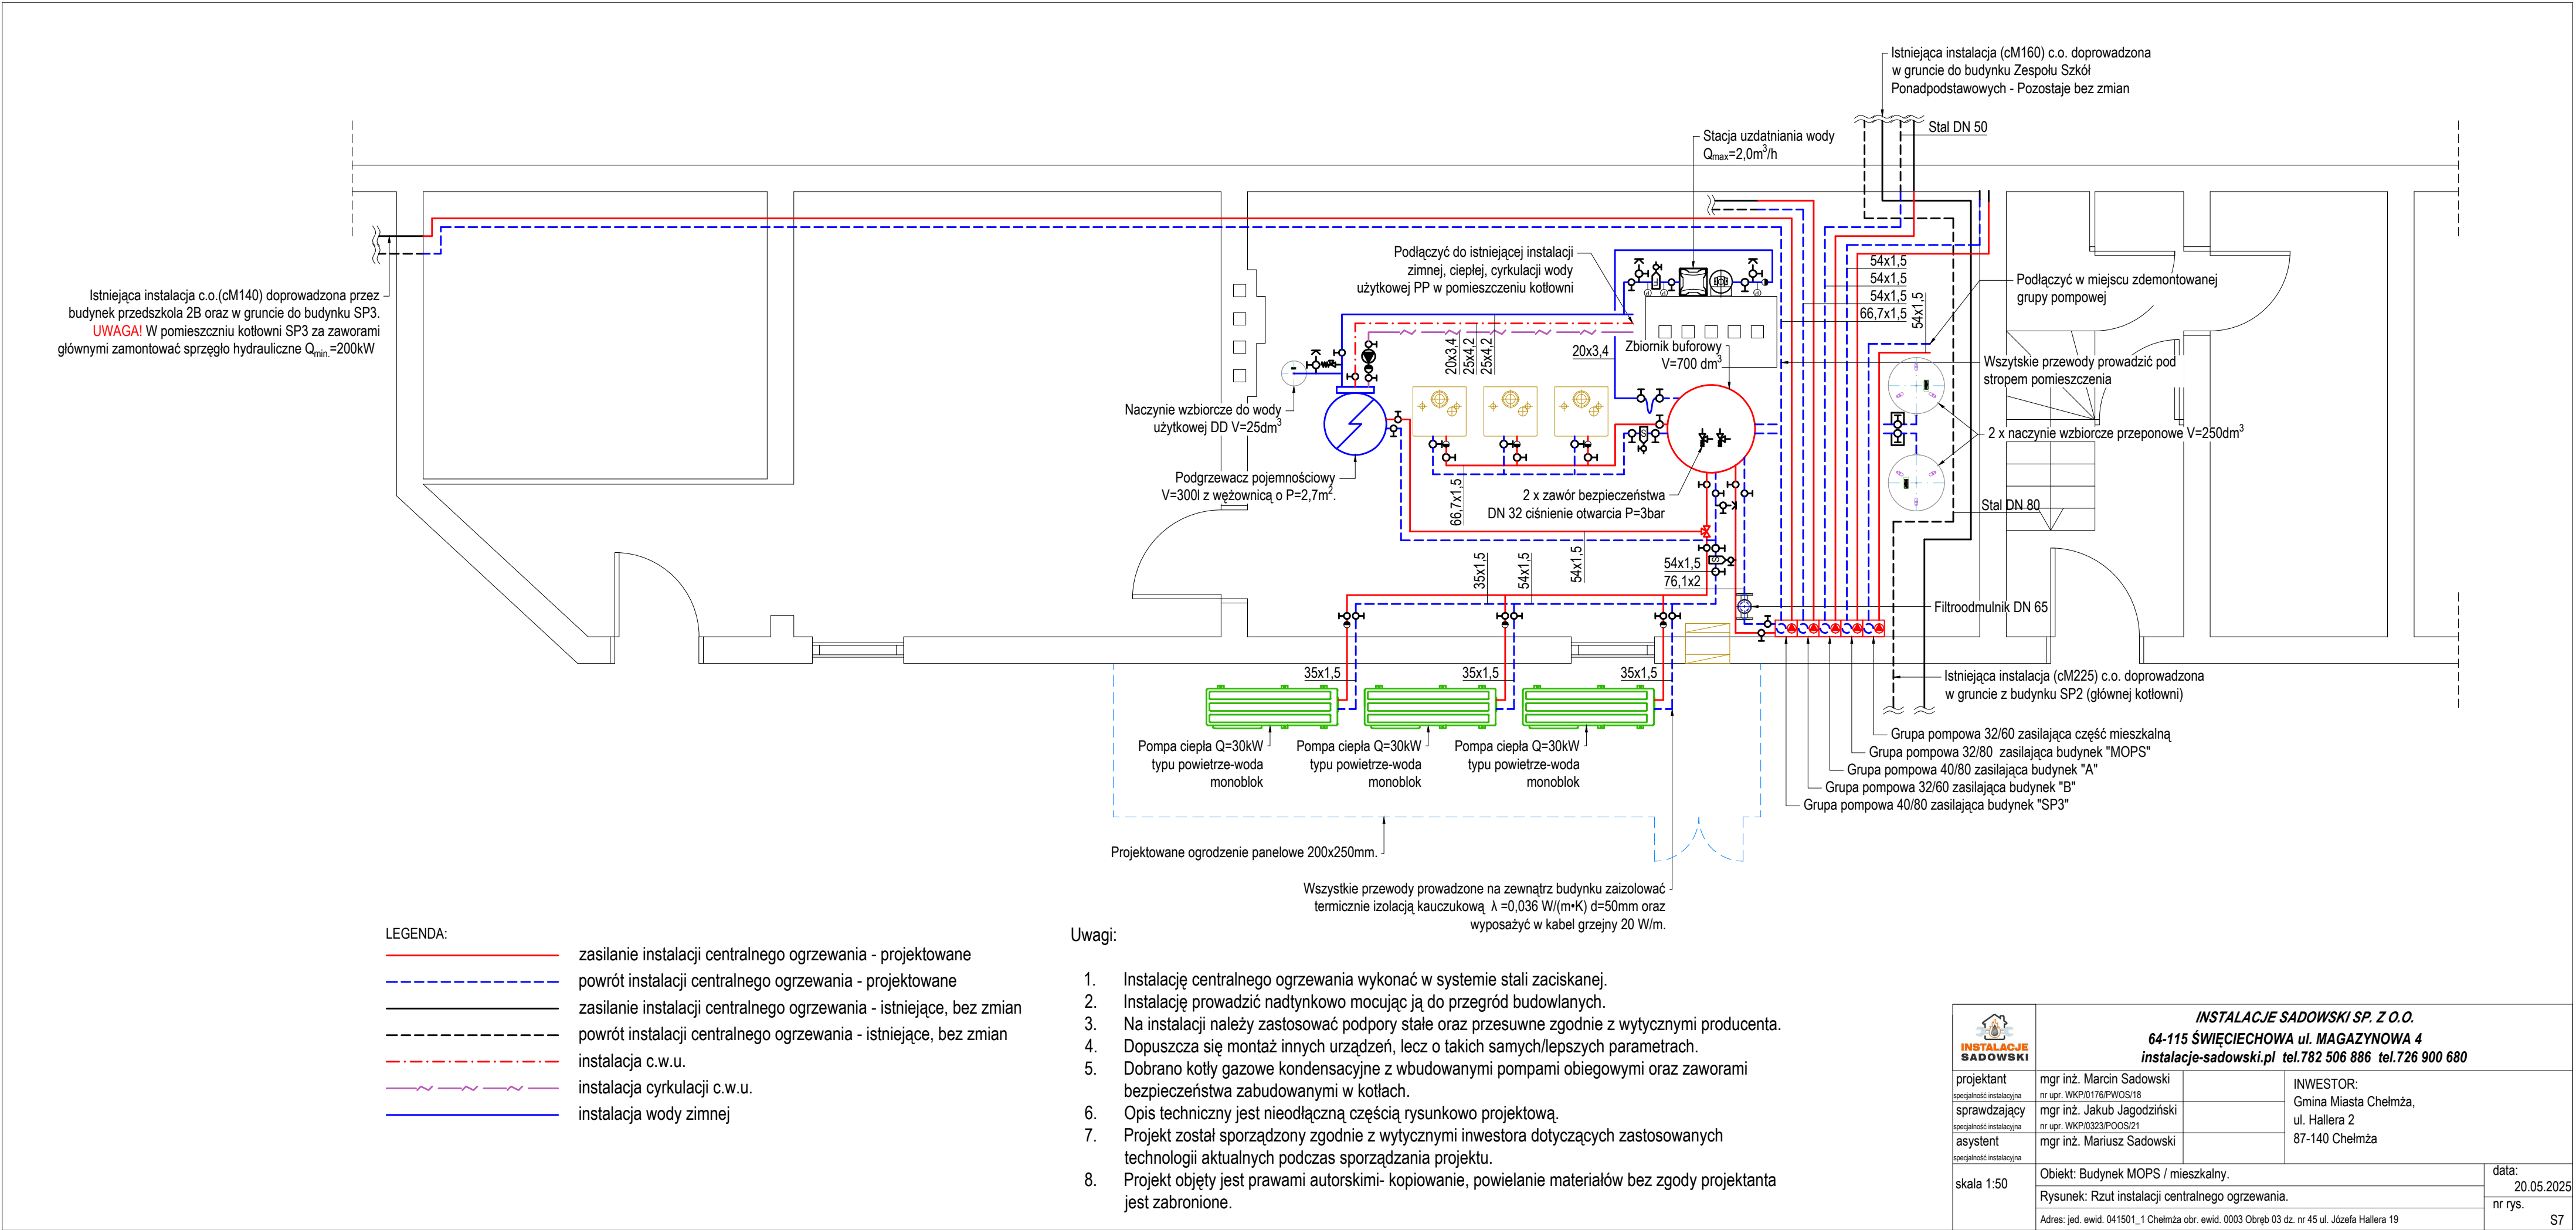 Istniejąca instalacja (cM160) c.o. doprowadzona
w gruncie do budynku Zespołu Szkół
Ponadpodstawowych - Pozostaje bez zmian
Stal DN 50
Stacja uzdatniania wody
Qmax=2,0m³/h
Istniejąca instalacja c.o.(cM140) doprowadzona przez
budynek przedszkola 2B oraz w gruncie do budynku SP3.
UWAGA! W pomieszczniu kotłowni SP3 za zaworami
głównymi zamontować sprzęgło hydrauliczne Qmin.=200kW
Podłączyć do istniejącej instalacji
zimnej, ciepłej, cyrkulacji wody
użytkowej PP w pomieszczeniu kotłowni
54x1,5
54x1,5
54x1,5
66,7x1,5
54x1,5
Podłączyć w miejscu zdemontowanej
grupy pompowej
20x3,4
25x4,2
25x4,2
20x3,4
Zbiornik buforowy
V=700 dm³
Wszytskie przewody prowadzić pod
stropem pomieszczenia
Naczynie wzbiorcze do wody
użytkowej DD V=25dm³
2 x naczynie wzbiorcze przeponowe V=250dm³
Podgrzewacz pojemnościowy
V=300l z wężownicą o P=2,7m².
66,7x1,5
2 x zawór bezpieczeństwa
DN 32 ciśnienie otwarcia P=3bar
Stal DN 80
35x1,5
54x1,5
54x1,5
54x1,5
76,1x2
Filtroodmulnik DN 65
35x1,5
35x1,5
35x1,5
Istniejąca instalacja (cM225) c.o. doprowadzona
w gruncie z budynku SP2 (głównej kotłowni)
Pompa ciepła Q=30kW
typu powietrze-woda
monoblok
Pompa ciepła Q=30kW
typu powietrze-woda
monoblok
Pompa ciepła Q=30kW
typu powietrze-woda
monoblok
Grupa pompowa 32/60 zasilająca część mieszkalną
Grupa pompowa 32/80 zasilająca budynek "MOPS"
Grupa pompowa 40/80 zasilająca budynek "A"
Grupa pompowa 32/60 zasilająca budynek "B"
Grupa pompowa 40/80 zasilająca budynek "SP3"
Projektowane ogrodzenie panelowe 200x250mm.
Wszystkie przewody prowadzone na zewnątrz budynku zaizolować
termicznie izolacją kauczukową λ =0,036 W/(m•K) d=50mm oraz
wyposażyć w kabel grzejny 20 W/m.
LEGENDA:
zasilanie instalacji centralnego ogrzewania - projektowane
powrót instalacji centralnego ogrzewania - projektowane
zasilanie instalacji centralnego ogrzewania - istniejące, bez zmian
powrót instalacji centralnego ogrzewania - istniejące, bez zmian
instalacja c.w.u.
instalacja cyrkulacji c.w.u.
instalacja wody zimnej
Uwagi:
1. Instalację centralnego ogrzewania wykonać w systemie stali zaciskanej.
2. Instalację prowadzić nadtynkowo mocując ją do przegród budowlanych.
3. Na instalacji należy zastosować podpory stałe oraz przesuwne zgodnie z wytycznymi producenta.
4. Dopuszcza się montaż innych urządzeń, lecz o takich samych/lepszych parametrach.
5. Dobrano kotły gazowe kondensacyjne z wbudowanymi pompami obiegowymi oraz zaworami
bezpieczeństwa zabudowanymi w kotłach.
6. Opis techniczny jest nieodłączną częścią rysunkowo projektową.
7. Projekt został sporządzony zgodnie z wytycznymi inwestora dotyczących zastosowanych
technologii aktualnych podczas sporządzania projektu.
8. Projekt objęty jest prawami autorskimi- kopiowanie, powielanie materiałów bez zgody projektanta
jest zabronione.
INSTALACJE
SADOWSKI
INSTALACJE SADOWSKI SP. Z O.O.
64-115 ŚWIĘCIECHOWA ul. MAGAZYNOWA 4
instalacje-sadowski.pl tel.782 506 886 tel.726 900 680
projektant
specjalność instalacyjna
mgr inż. Marcin Sadowski
nr upr. WKP/0176/PWOS/18
sprawdzający
specjalność instalacyjna
mgr inż. Jakub Jagodziński
nr upr. WKP/0323/POOS/21
asystent
specjalność instalacyjna
mgr inż. Mariusz Sadowski
INWESTOR:
Gmina Miasta Chełmża,
ul. Hallera 2
87-140 Chełmża
skala 1:50
Obiekt: Budynek MOPS / mieszkalny.
Rysunek: Rzut instalacji centralnego ogrzewania.
Adres: jed. ewid. 041501_1 Chełmża obr. ewid. 0003 Obręb 03 dz. nr 45 ul. Józefa Hallera 19
data:
20.05.2025
nr rys.
S7